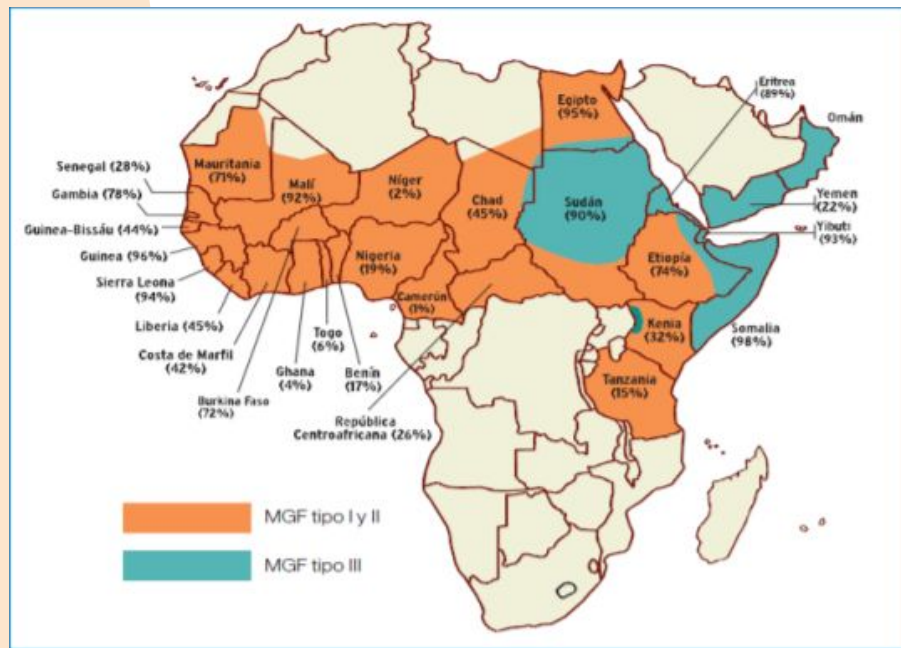 Eritrea
(89%)
Egipto
(95%)
Omán
Senegal (28%)
Mauritania
(71%)
Gambia (78%)
Malí
(92%)
Níger
(2%)
Chad
(45%)
Sudán
(90%)
Yemen
(22%)
Guinea-Bissáu (44%)
Yibuti
(93%)
Guinea (96%)
Nigeria
(19%)
Etiopía
(74%)
Sierra Leona
(94%)
Camerún
(1%)
Kenia
(32%)
Somalia
(98%)
Liberia (45%)
Togo
(6%)
Costa de Marfil
(42%)
Ghana
(4%)
Benín
(17%)
Tanzania
(15%)
Burkina Faso
(72%)
República
Centroafricana (26%)
MGF tipo I y II
MGF tipo III